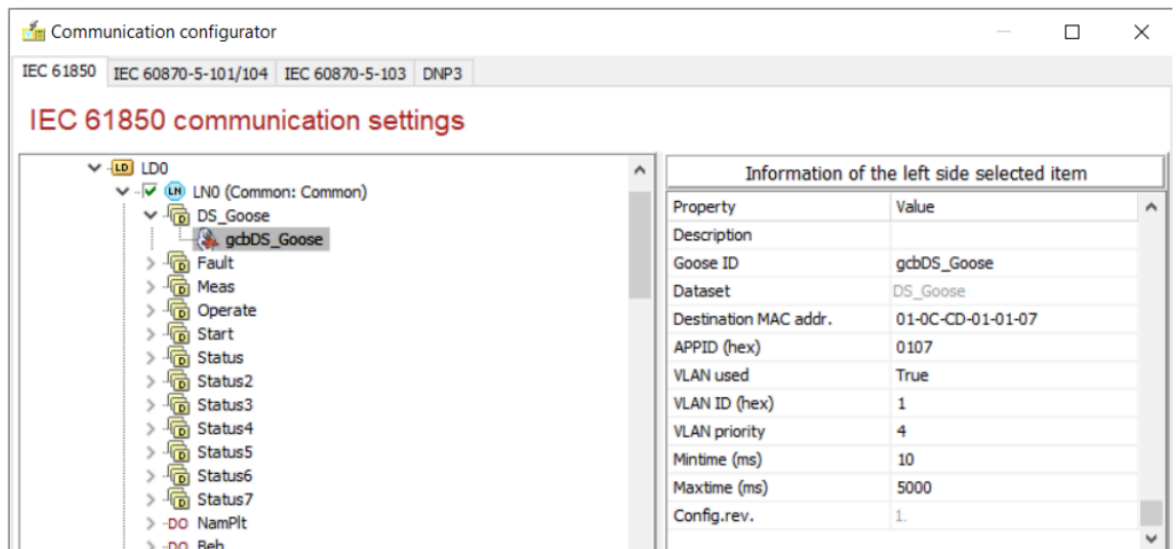 Communication configurator
IEC 61850 IEC 60870-5-101/104 IEC 60870-5-103 DNP3
IEC 61850 communication settings
LD LD0
LN LN0 (Common: Common)
D DS_Goose
gcbDS_Goose
D Fault
D Meas
D Operate
D Start
D Status
D Status2
D Status3
D Status4
D Status5
D Status6
D Status7
DO NamPlt
DO Beh
Information of the left side selected item
Property Value
Description
Goose ID gcbDS_Goose
Dataset DS_Goose
Destination MAC addr. 01-0C-CD-01-01-07
APPID (hex) 0107
VLAN used True
VLAN ID (hex) 1
VLAN priority 4
Mintime (ms) 10
Maxtime (ms) 5000
Config.rev. 1.